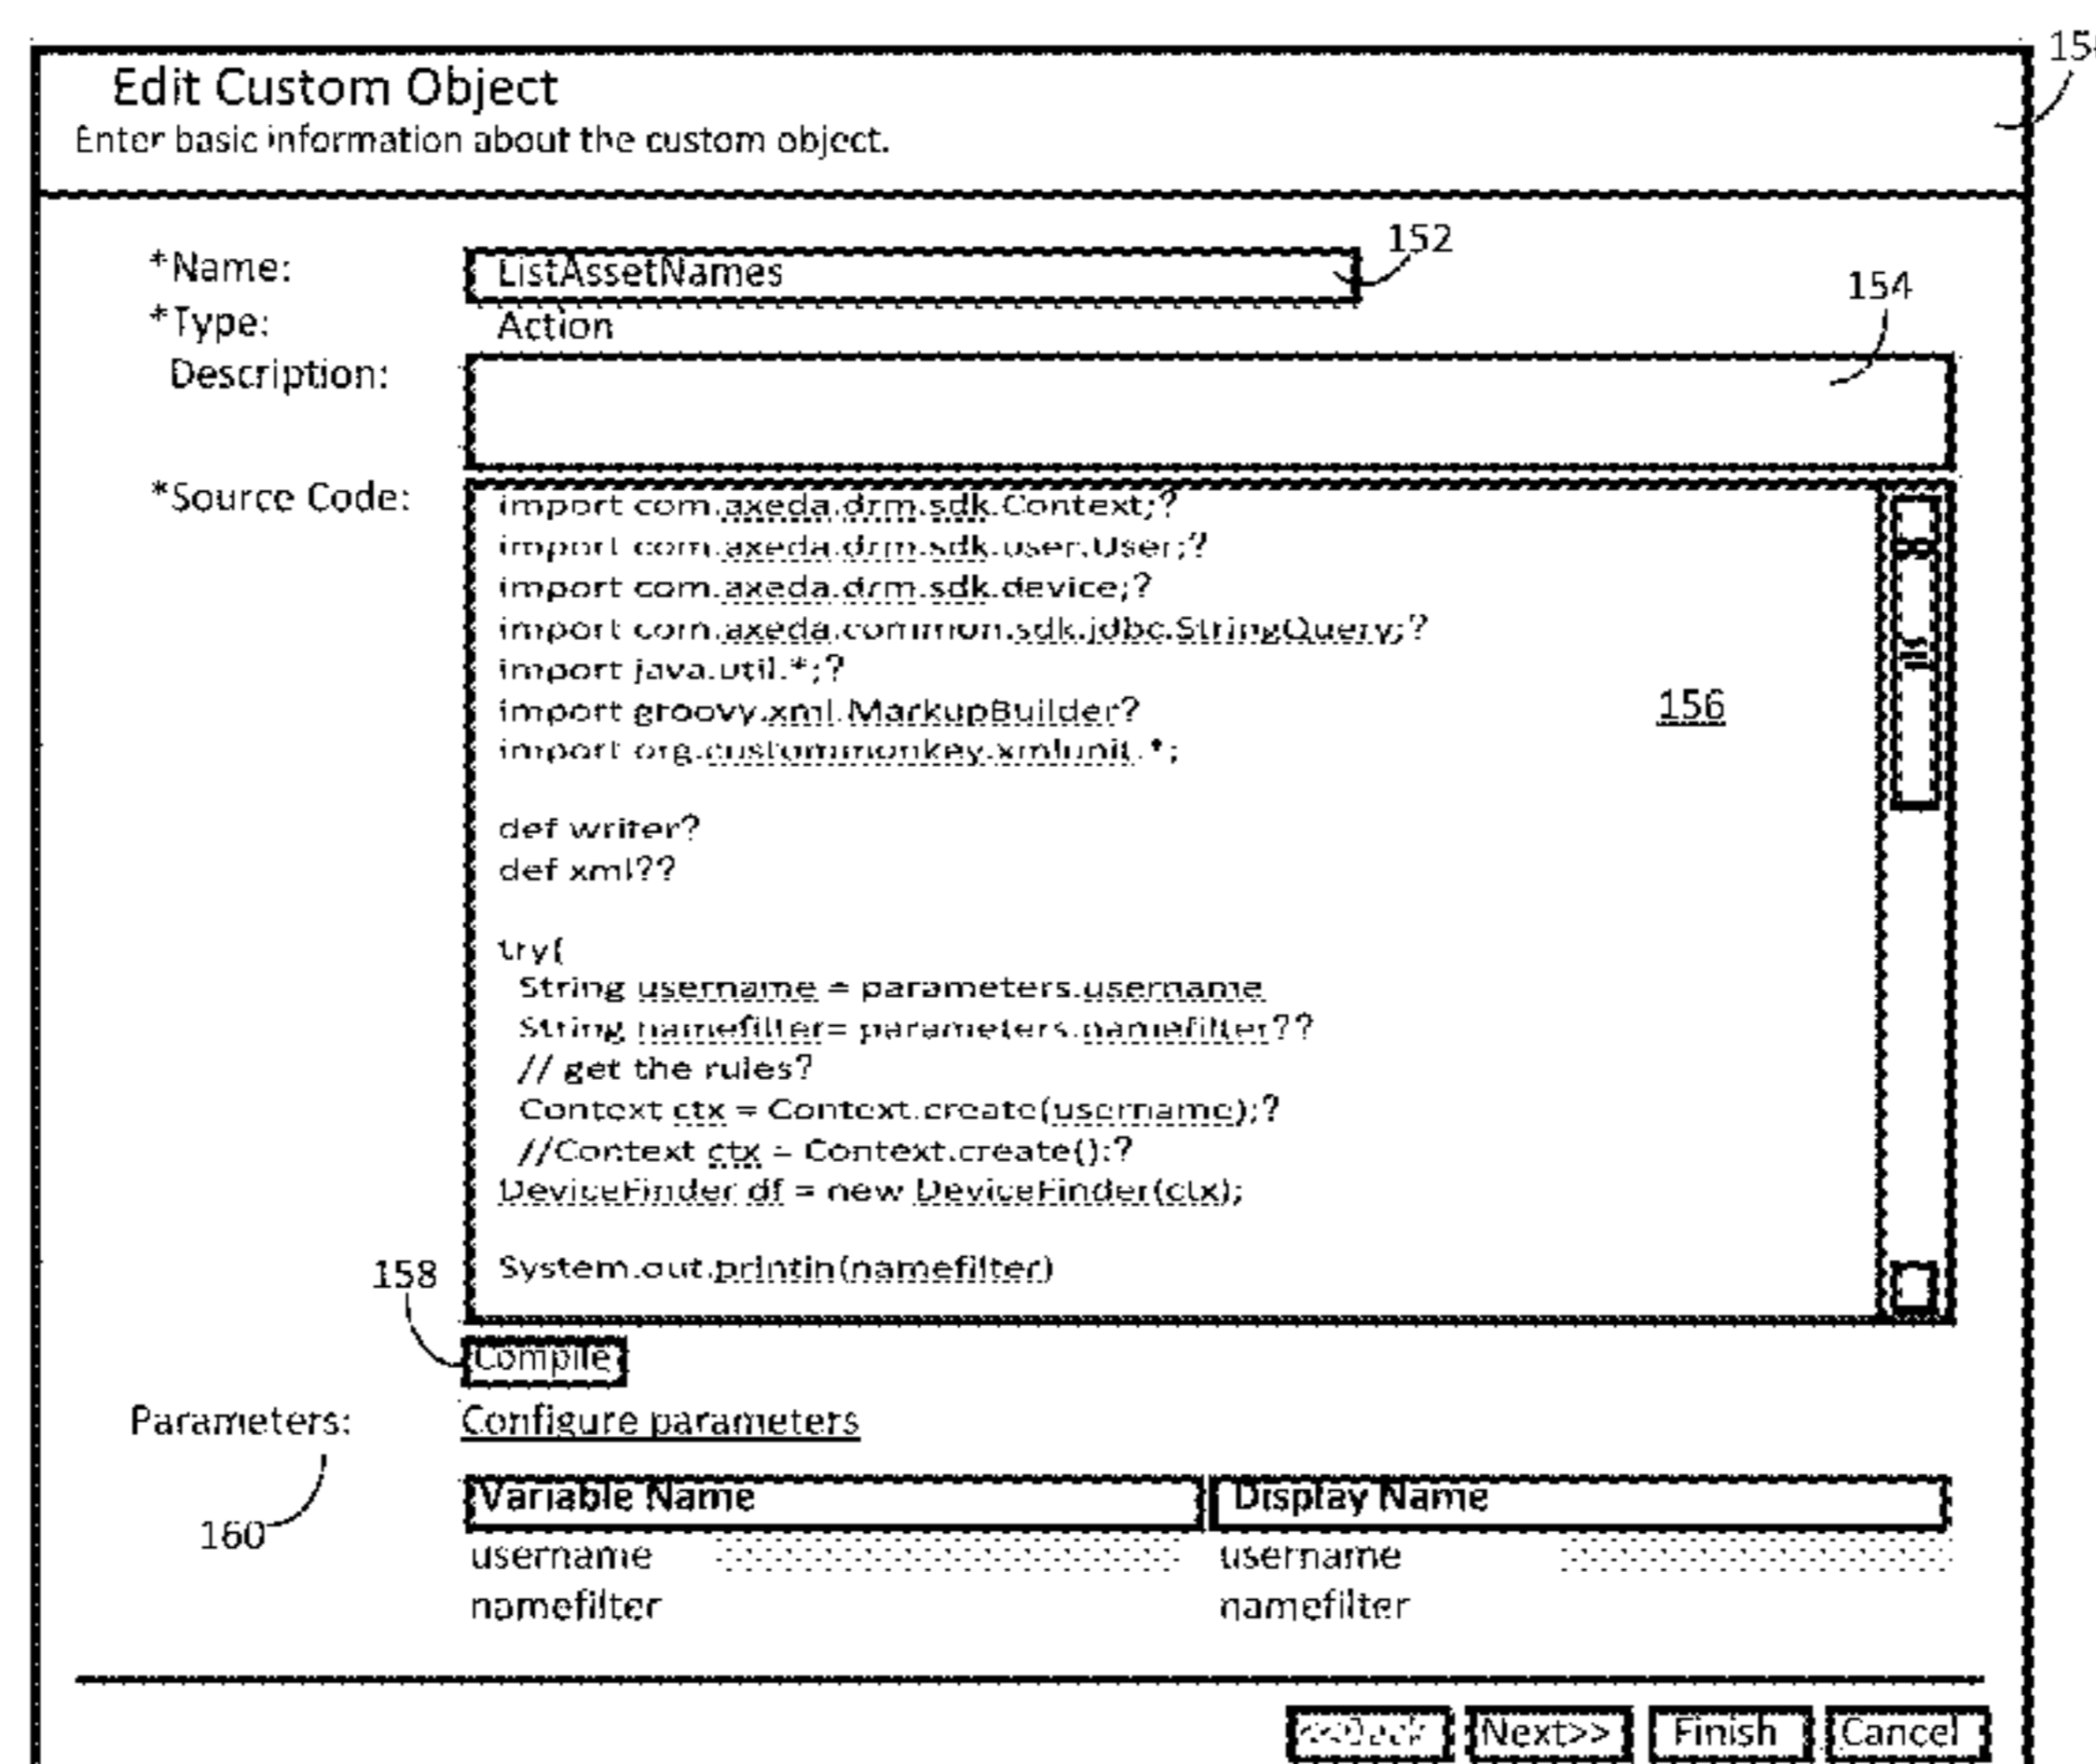 Edit Custom Object
Enter basic information about the custom object.
*Name: ListAssetNames 152
*Type: Action
154
Description:
*Source Code:
import com.axeda.drm.sdk.Context;?
import com.axeda.drm.sdk.user.User;?
import com.axeda.drm.sdk.device;?
import com.axeda.common.sdk.jdbc.StringQuery;?
import java.util.*;?
import groovy.xml.MarkupBuilder?
156
import org.custommonkey.xmlunit.*;
def writer?
def xml??
try{
String username = parameters.username
String namefilter= parameters.namefilter??
// get the rules?
Context ctx = Context.create(username);?
//Context ctx = Context.create();?
DeviceFinder df = new DeviceFinder(ctx);
System.out.printin(namefilter)
158
Compile
Parameters: Configure parameters
160
Variable Name Display Name
username username
namefilter namefilter
<<Back Next>> Finish Cancel